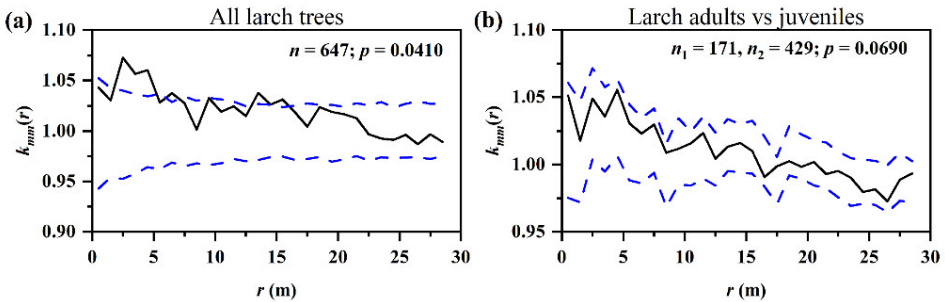 (a)
All larch trees
n = 647; p = 0.0410
1.10
1.05
1.00
0.95
0.90
kmm(r)
0 5 10 15 20 25 30
r (m)
(b)
Larch adults vs juveniles
n1 = 171, n2 = 429; p = 0.0690
1.10
1.05
1.00
0.95
kmm(r)
0 5 10 15 20 25 30
r (m)